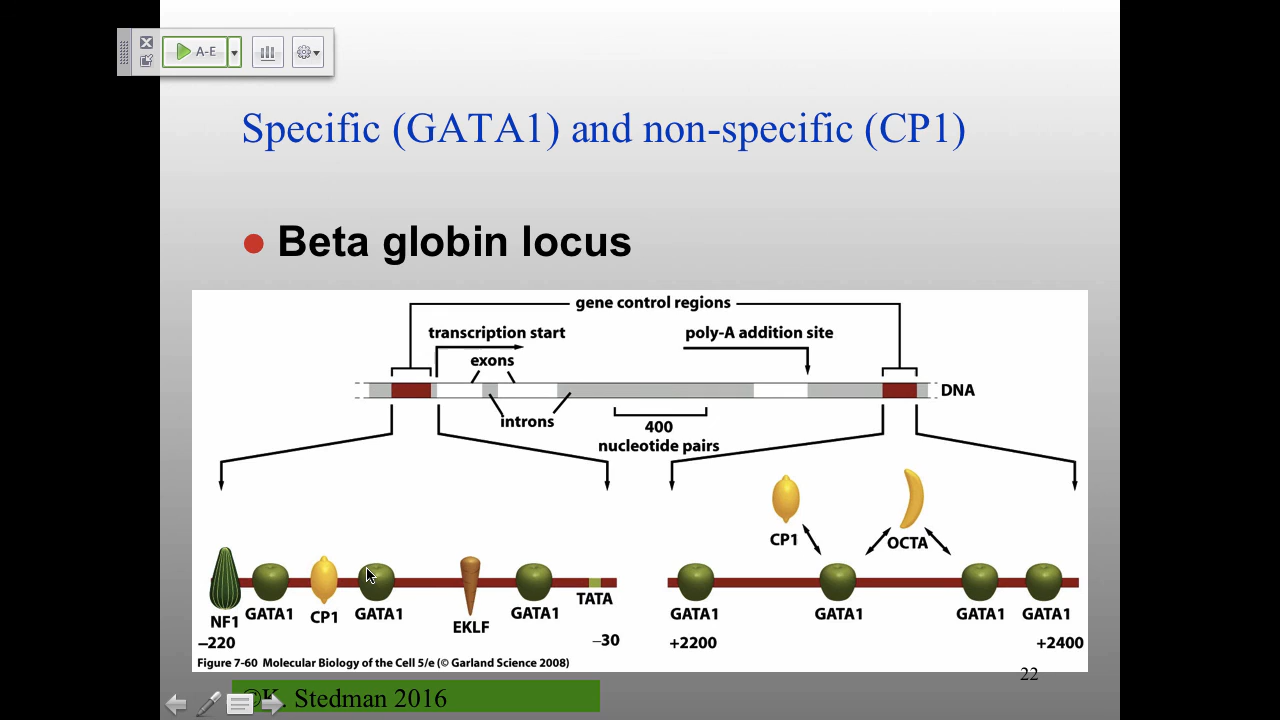 A-E
Specific (GATA1) and non-specific (CP1)
Beta globin locus
gene control regions
transcription start
poly-A addition site
exons
DNA
introns
400
nucleotide pairs
CP1
OCTA
NF1
GATA1
CP1
GATA1
EKLF
GATA1
TATA
GATA1
GATA1
GATA1
GATA1
–220
–30
+2200
+2400
Figure 7-60 Molecular Biology of the Cell 5/e (© Garland Science 2008)
22
©K. Stedman 2016